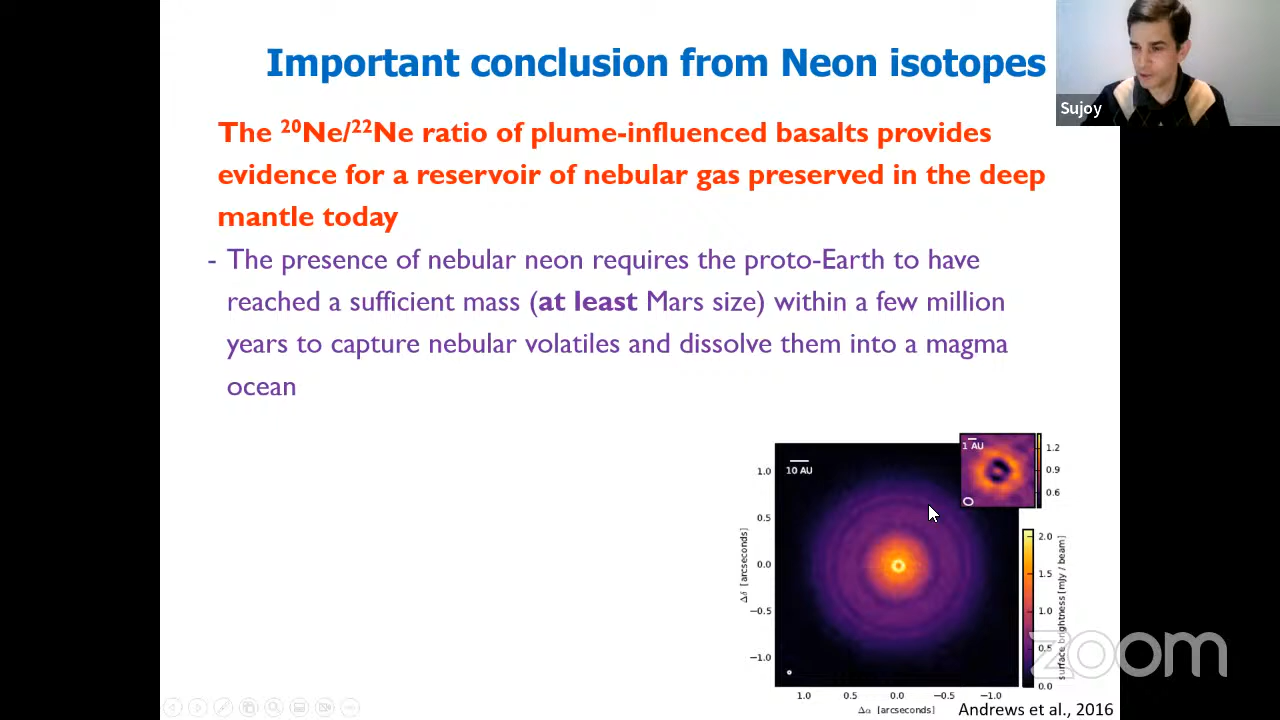 Important conclusion from Neon isotopes
Sujoy
The ²⁰Ne/²²Ne ratio of plume-influenced basalts provides
evidence for a reservoir of nebular gas preserved in the deep
mantle today
- The presence of nebular neon requires the proto-Earth to have
reached a sufficient mass (at least Mars size) within a few million
years to capture nebular volatiles and dissolve them into a magma
ocean
1 AU
1.2
0.9
0.6
10 AU
1.0
0.5
0.0
−0.5
−1.0
Δδ [arcseconds]
1.0
0.5
0.0
−0.5
−1.0
Δα [arcseconds]
2.0
1.5
1.0
0.5
0.0
surface brightness [mJy / beam]
zoom
Andrews et al., 2016